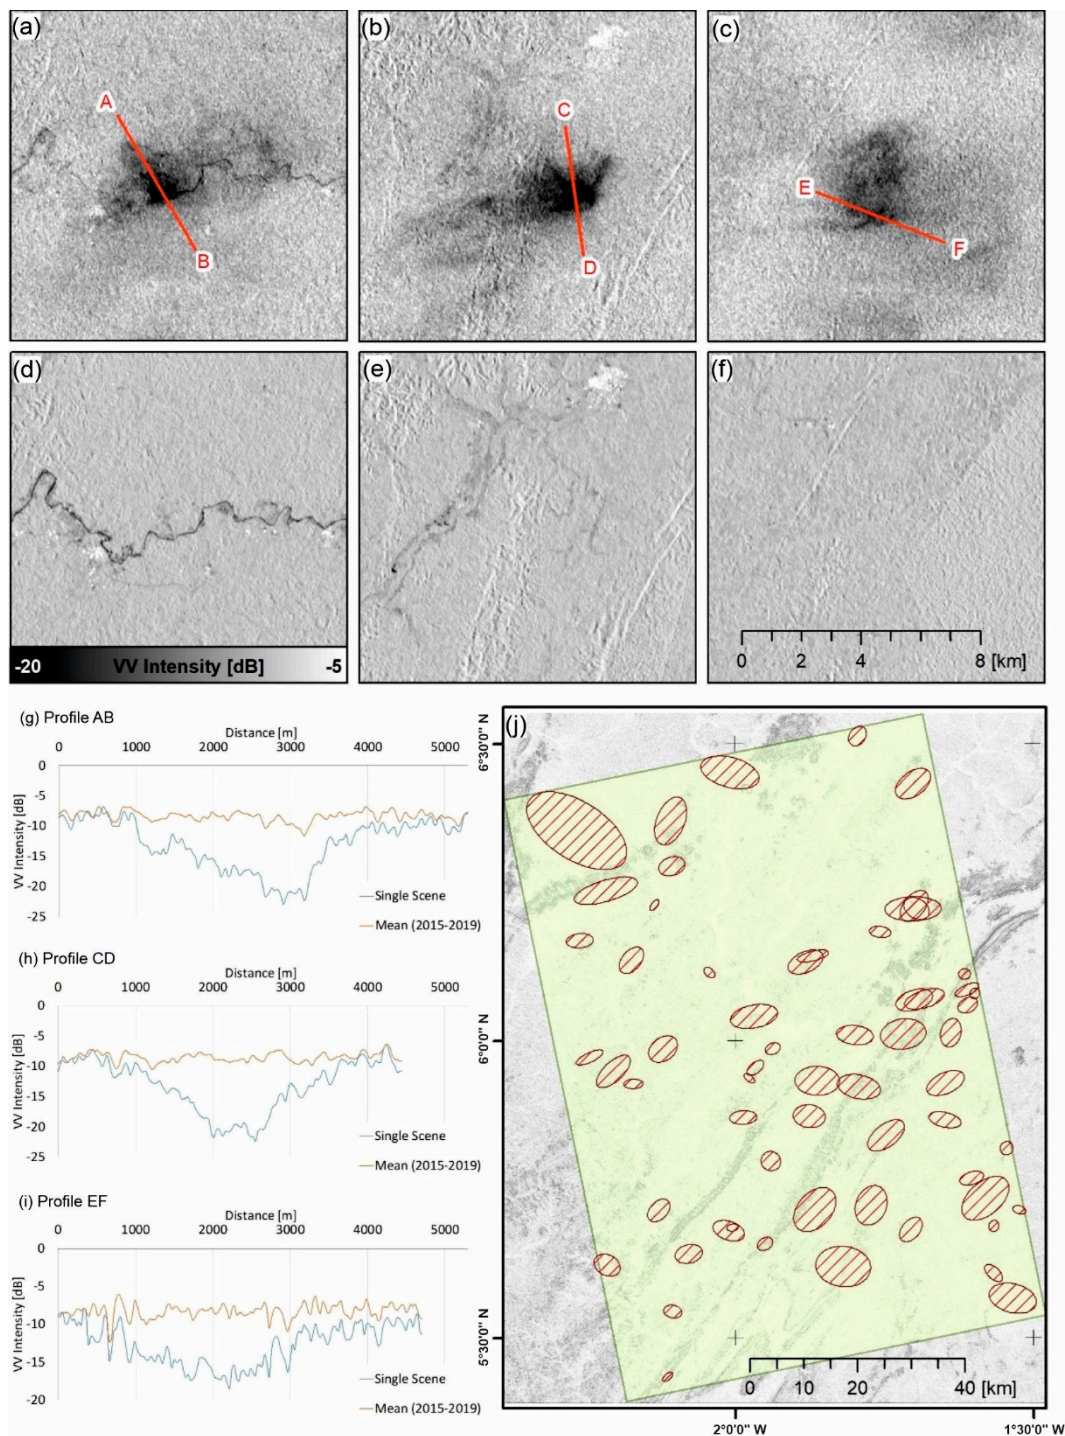 (a)
(b)
(c)
A
B
C
D
E
F
(d)
(e)
(f)
-20 VV Intensity [dB] -5
0 2 4 8 [km]
(g) Profile AB
Distance [m]
0 1000 2000 3000 4000 5000
VV Intensity [dB]
0
-5
-10
-15
-20
-25
Single Scene
Mean (2015-2019)
(h) Profile CD
Distance [m]
0 1000 2000 3000 4000 5000
VV Intensity [dB]
0
-5
-10
-15
-20
-25
Single Scene
Mean (2015-2019)
(i) Profile EF
Distance [m]
0 1000 2000 3000 4000 5000
VV Intensity [dB]
0
-5
-10
-15
-20
Single Scene
Mean (2015-2019)
(j)
6°30'0" N
6°0'0" N
5°30'0" N
0 10 20 40 [km]
2°0'0" W 1°30'0" W